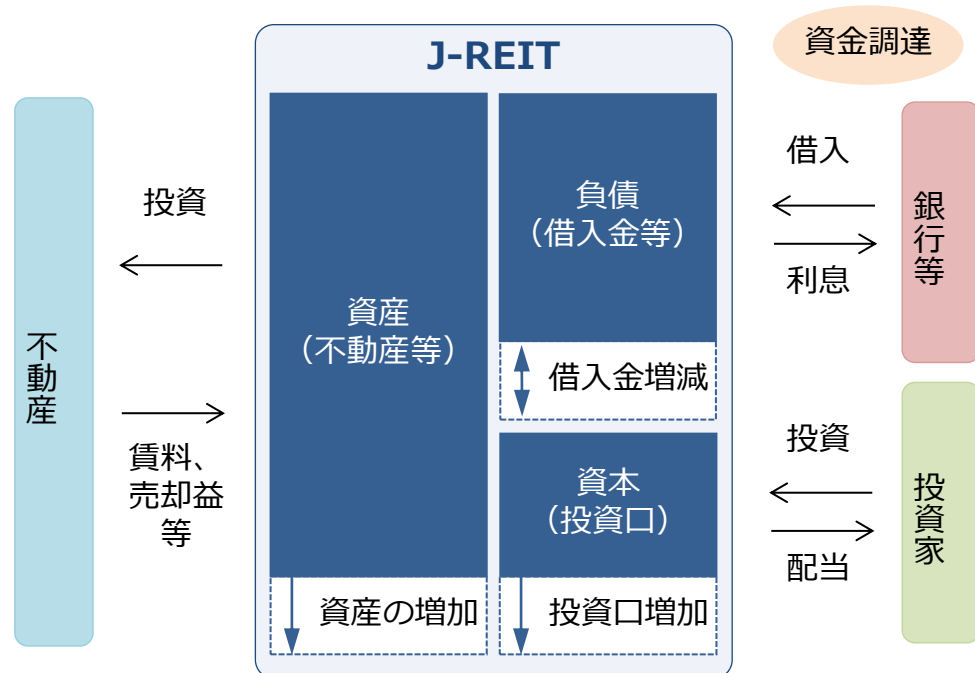 J-REIT
資金調達
不動産
投資
賃料、
売却益
等
資産
（不動産等）
資産の増加
負債
（借入金等）
借入金増減
資本
（投資口）
投資口増加
借入
利息
銀行等
投資
配当
投資家